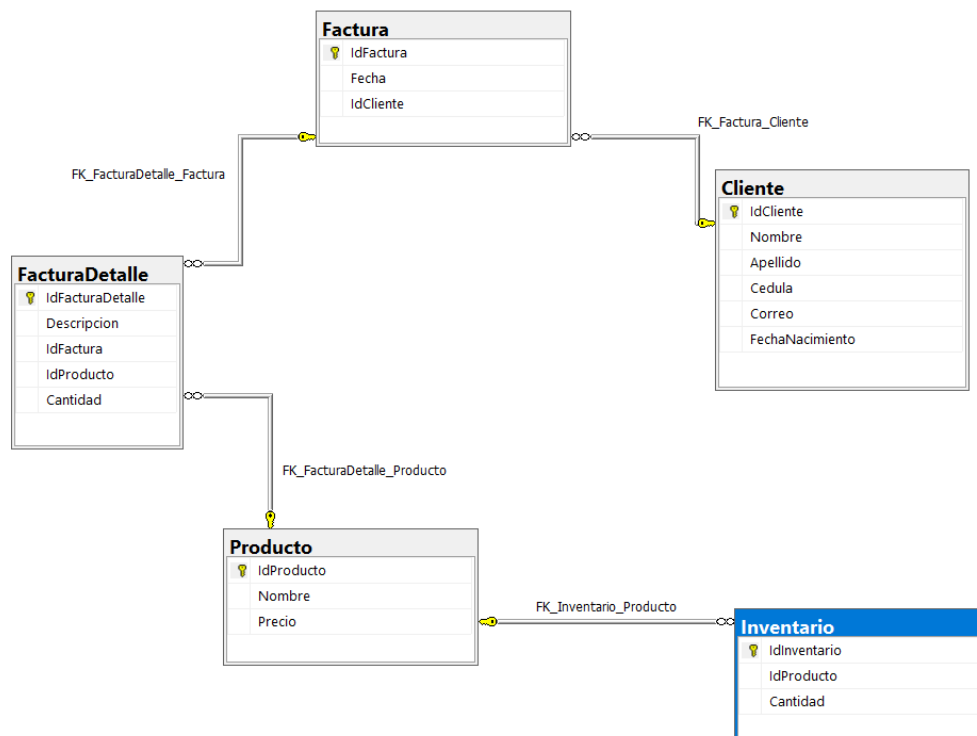 Factura
IdFactura
Fecha
IdCliente
FK_Factura_Cliente
FK_FacturaDetalle_Factura
Cliente
IdCliente
Nombre
Apellido
Cedula
Correo
FechaNacimiento
FacturaDetalle
IdFacturaDetalle
Descripcion
IdFactura
IdProducto
Cantidad
FK_FacturaDetalle_Producto
Producto
IdProducto
Nombre
Precio
FK_Inventario_Producto
Inventario
IdInventario
IdProducto
Cantidad